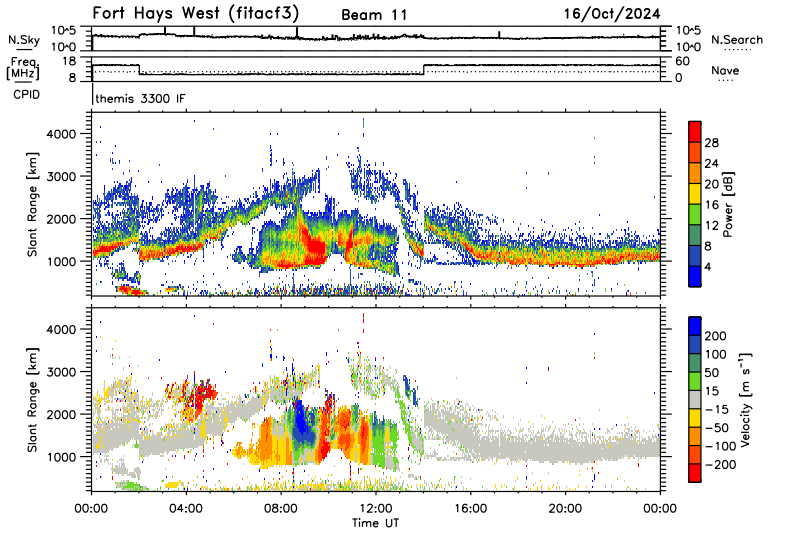 Fort Hays West (fitacf3) Beam 11 16/Oct/2024
N.Sky 10^5 10^0 10^5 10^0 N.Search
Freq. [MHz] 18 8 60 0 Nave
CPID themis 3300 IF
Slant Range [km] 4000 3000 2000 1000
Power [dB] 28 24 20 16 12 8 4
Slant Range [km] 4000 3000 2000 1000
Velocity [m s⁻¹] 200 100 50 15 −15 −50 −100 −200
00:00 04:00 08:00 12:00 16:00 20:00 00:00
Time UT